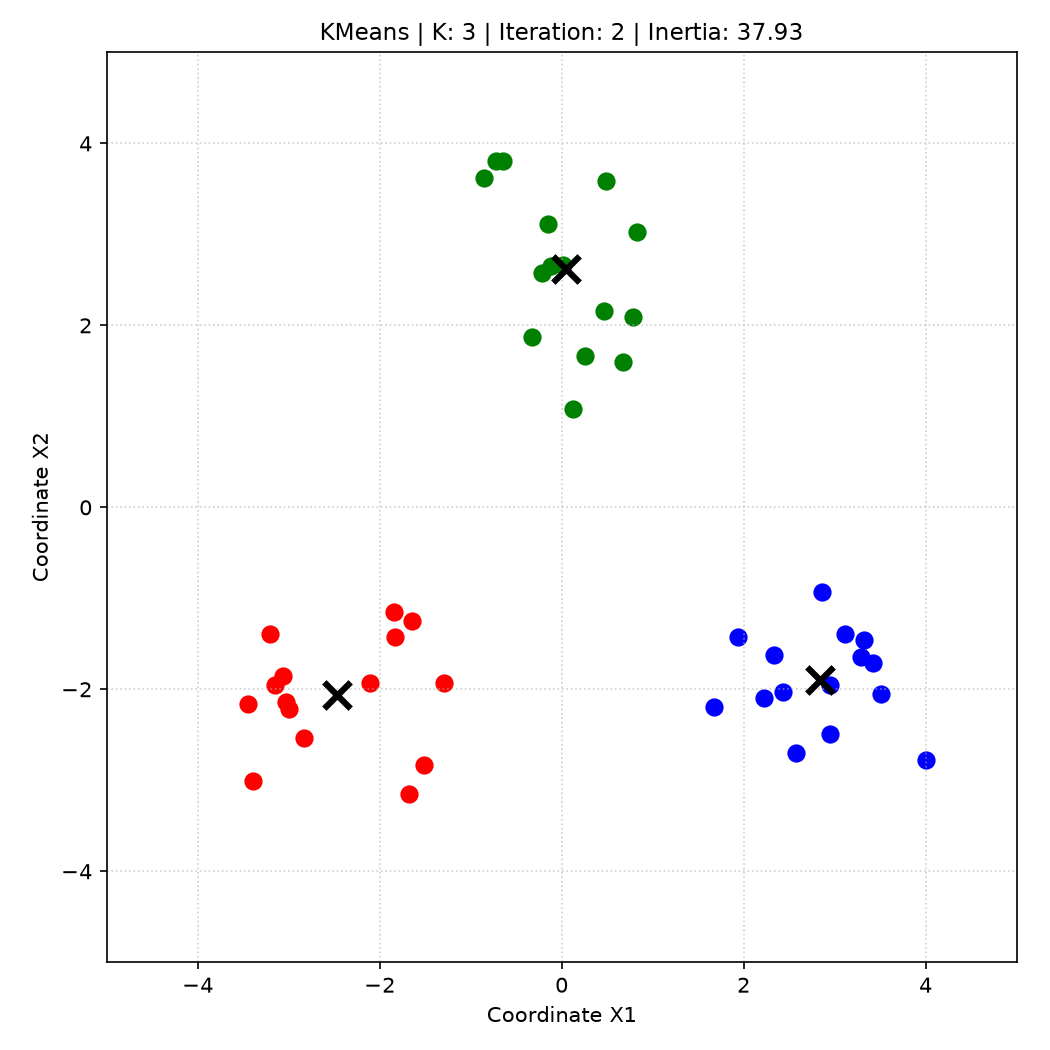 KMeans | K: 3 | Iteration: 2 | Inertia: 37.93
4
2
0
−2
−4
Coordinate X2
−4 −2 0 2 4
Coordinate X1